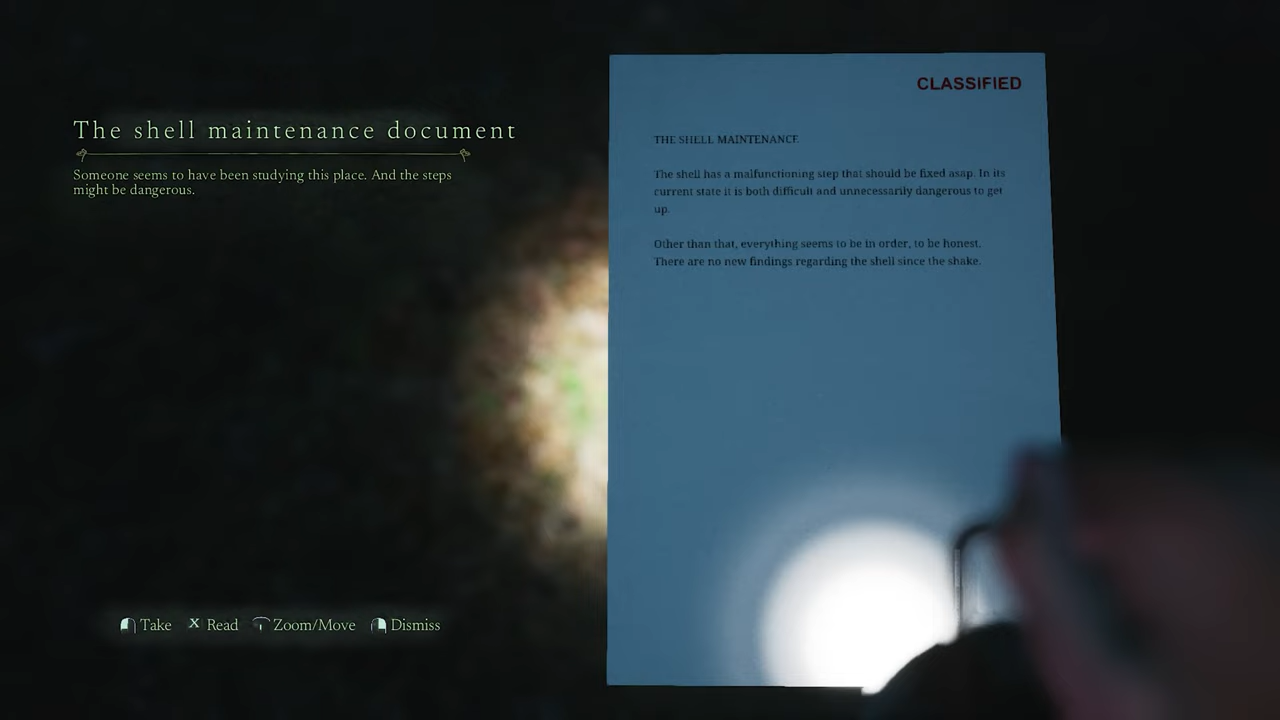 The shell maintenance document
Someone seems to have been studying this place. And the steps
might be dangerous.
CLASSIFIED
THE SHELL MAINTENANCE
The shell has a malfunctioning step that should be fixed asap. In its
current state it is both difficult and unnecessarily dangerous to get
up.
Other than that, everything seems to be in order, to be honest.
There are no new findings regarding the shell since the shake.
Take X Read Zoom/Move Dismiss